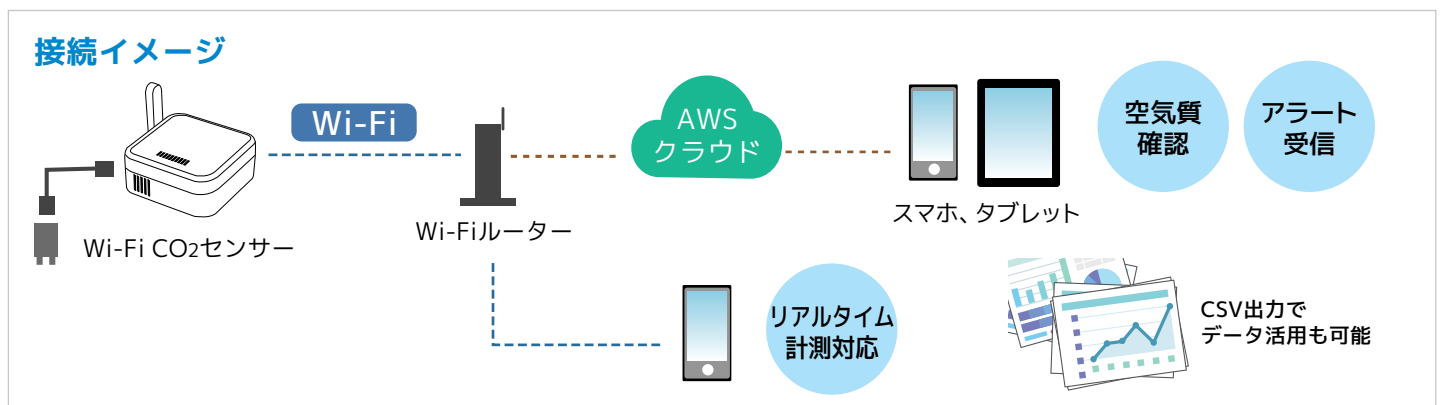 接続イメージ
Wi-Fi
AWS
クラウド
空気質
確認
アラート
受信
Wi-Fi CO2センサー
Wi-Fiルーター
スマホ、タブレット
リアルタイム
計測対応
CSV出力で
データ活用も可能